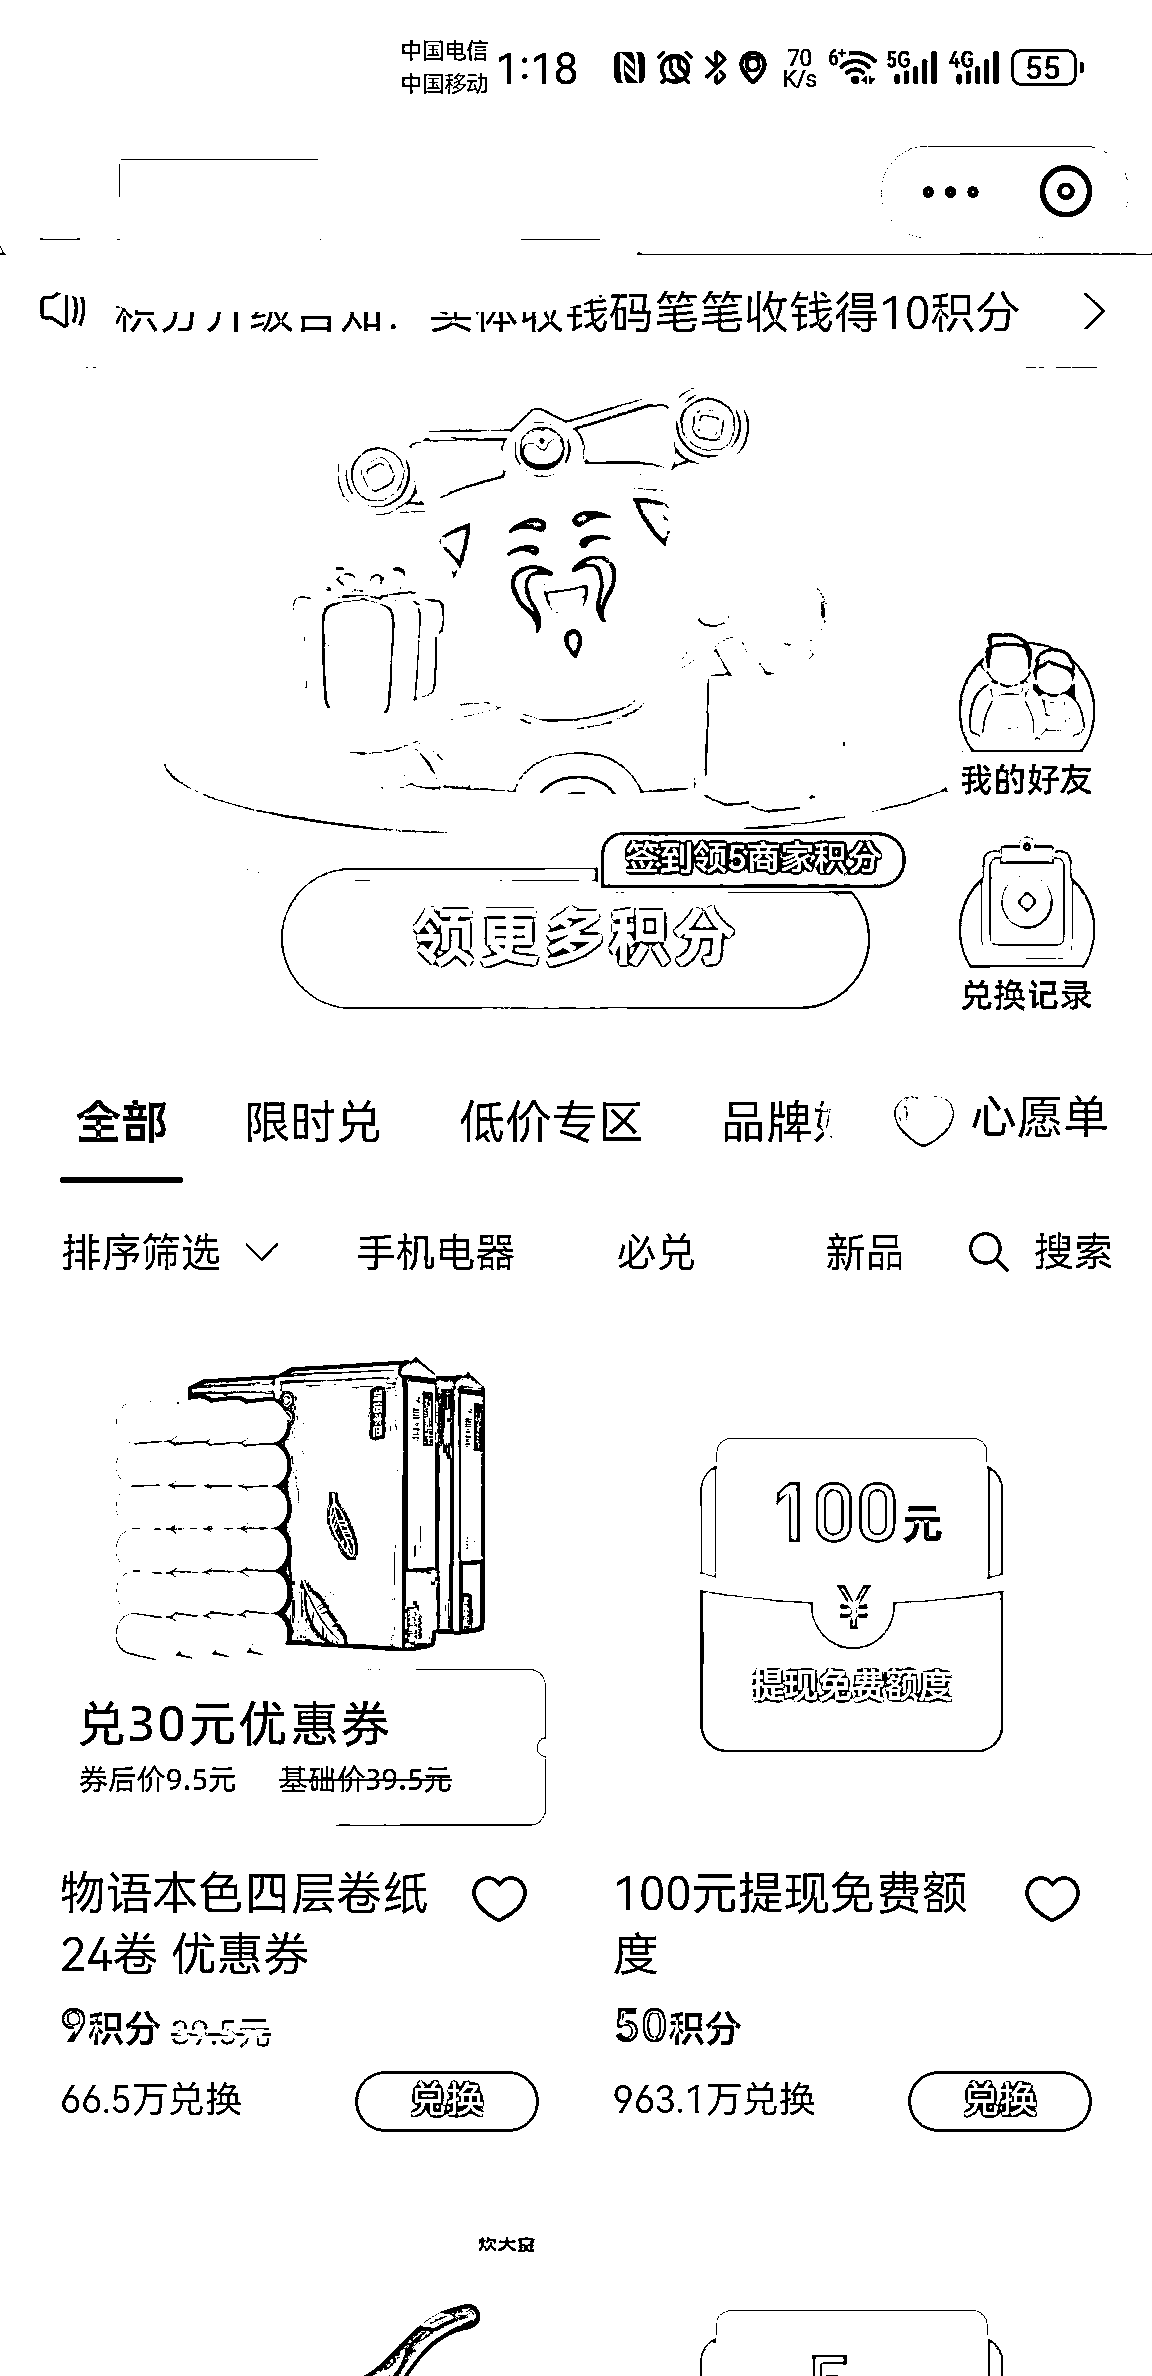 中国电信
中国移动
1:18
70
K/s
6+
5G
4G
55
积分升级告知：实体收钱码笔笔收钱得10积分
我的好友
签到领5商家积分
领更多积分
兑换记录
全部
限时兑
低价专区
品牌
心愿单
排序筛选
手机电器
必兑
新品
搜索
100元
¥
提现免费额度
兑30元优惠券
券后价9.5元 基础价39.5元
物语本色四层卷纸
24卷 优惠券
9积分 39.5元
66.5万兑换
兑换
100元提现免费额
度
50积分
963.1万兑换
兑换
炊大皇